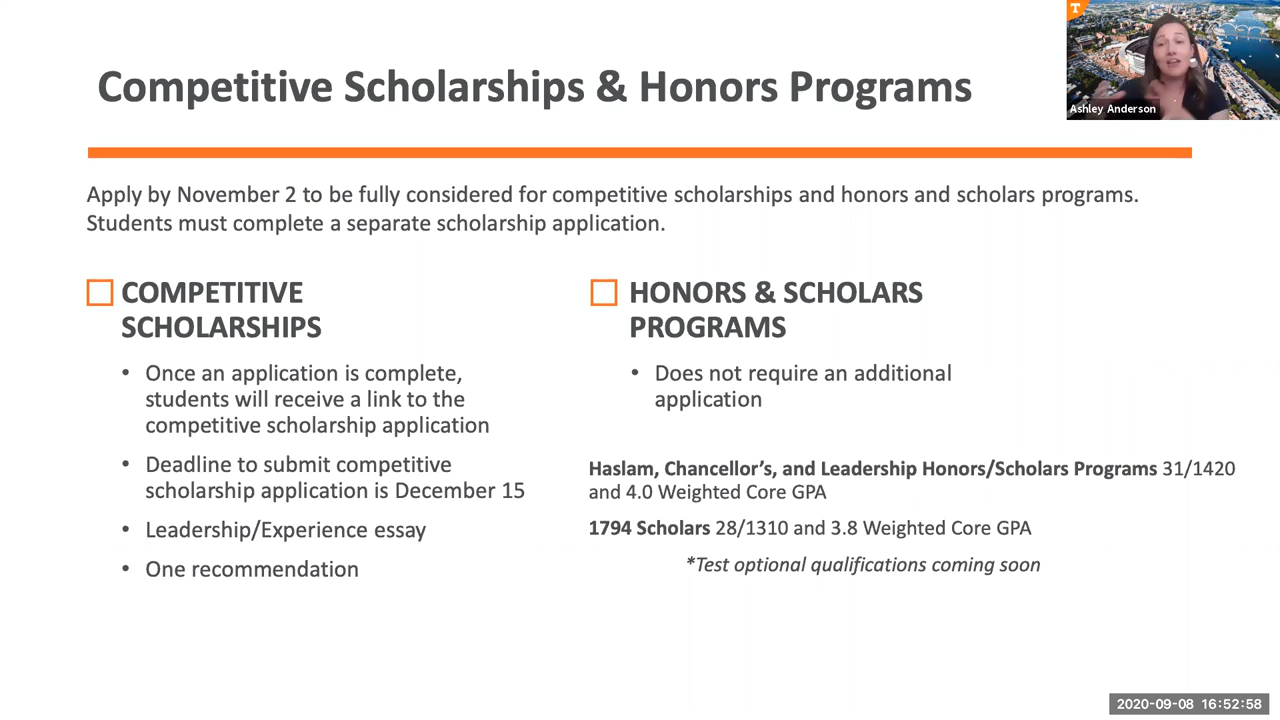 Competitive Scholarships & Honors Programs
T
Ashley Anderson
Apply by November 2 to be fully considered for competitive scholarships and honors and scholars programs.
Students must complete a separate scholarship application.
COMPETITIVE
SCHOLARSHIPS
• Once an application is complete,
students will receive a link to the
competitive scholarship application
• Deadline to submit competitive
scholarship application is December 15
• Leadership/Experience essay
• One recommendation
HONORS & SCHOLARS
PROGRAMS
• Does not require an additional
application
Haslam, Chancellor’s, and Leadership Honors/Scholars Programs 31/1420
and 4.0 Weighted Core GPA
1794 Scholars 28/1310 and 3.8 Weighted Core GPA
*Test optional qualifications coming soon
2020-09-08 16:52:58